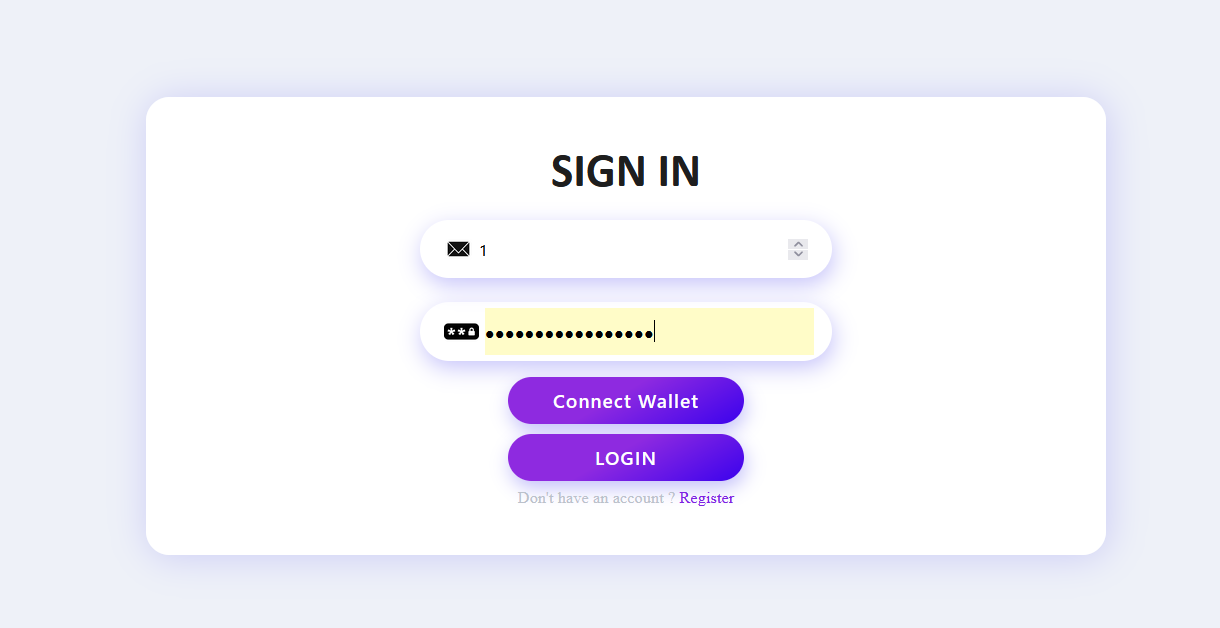 SIGN IN
1
•••••••••••••••••
Connect Wallet
LOGIN
Don't have an account ? Register